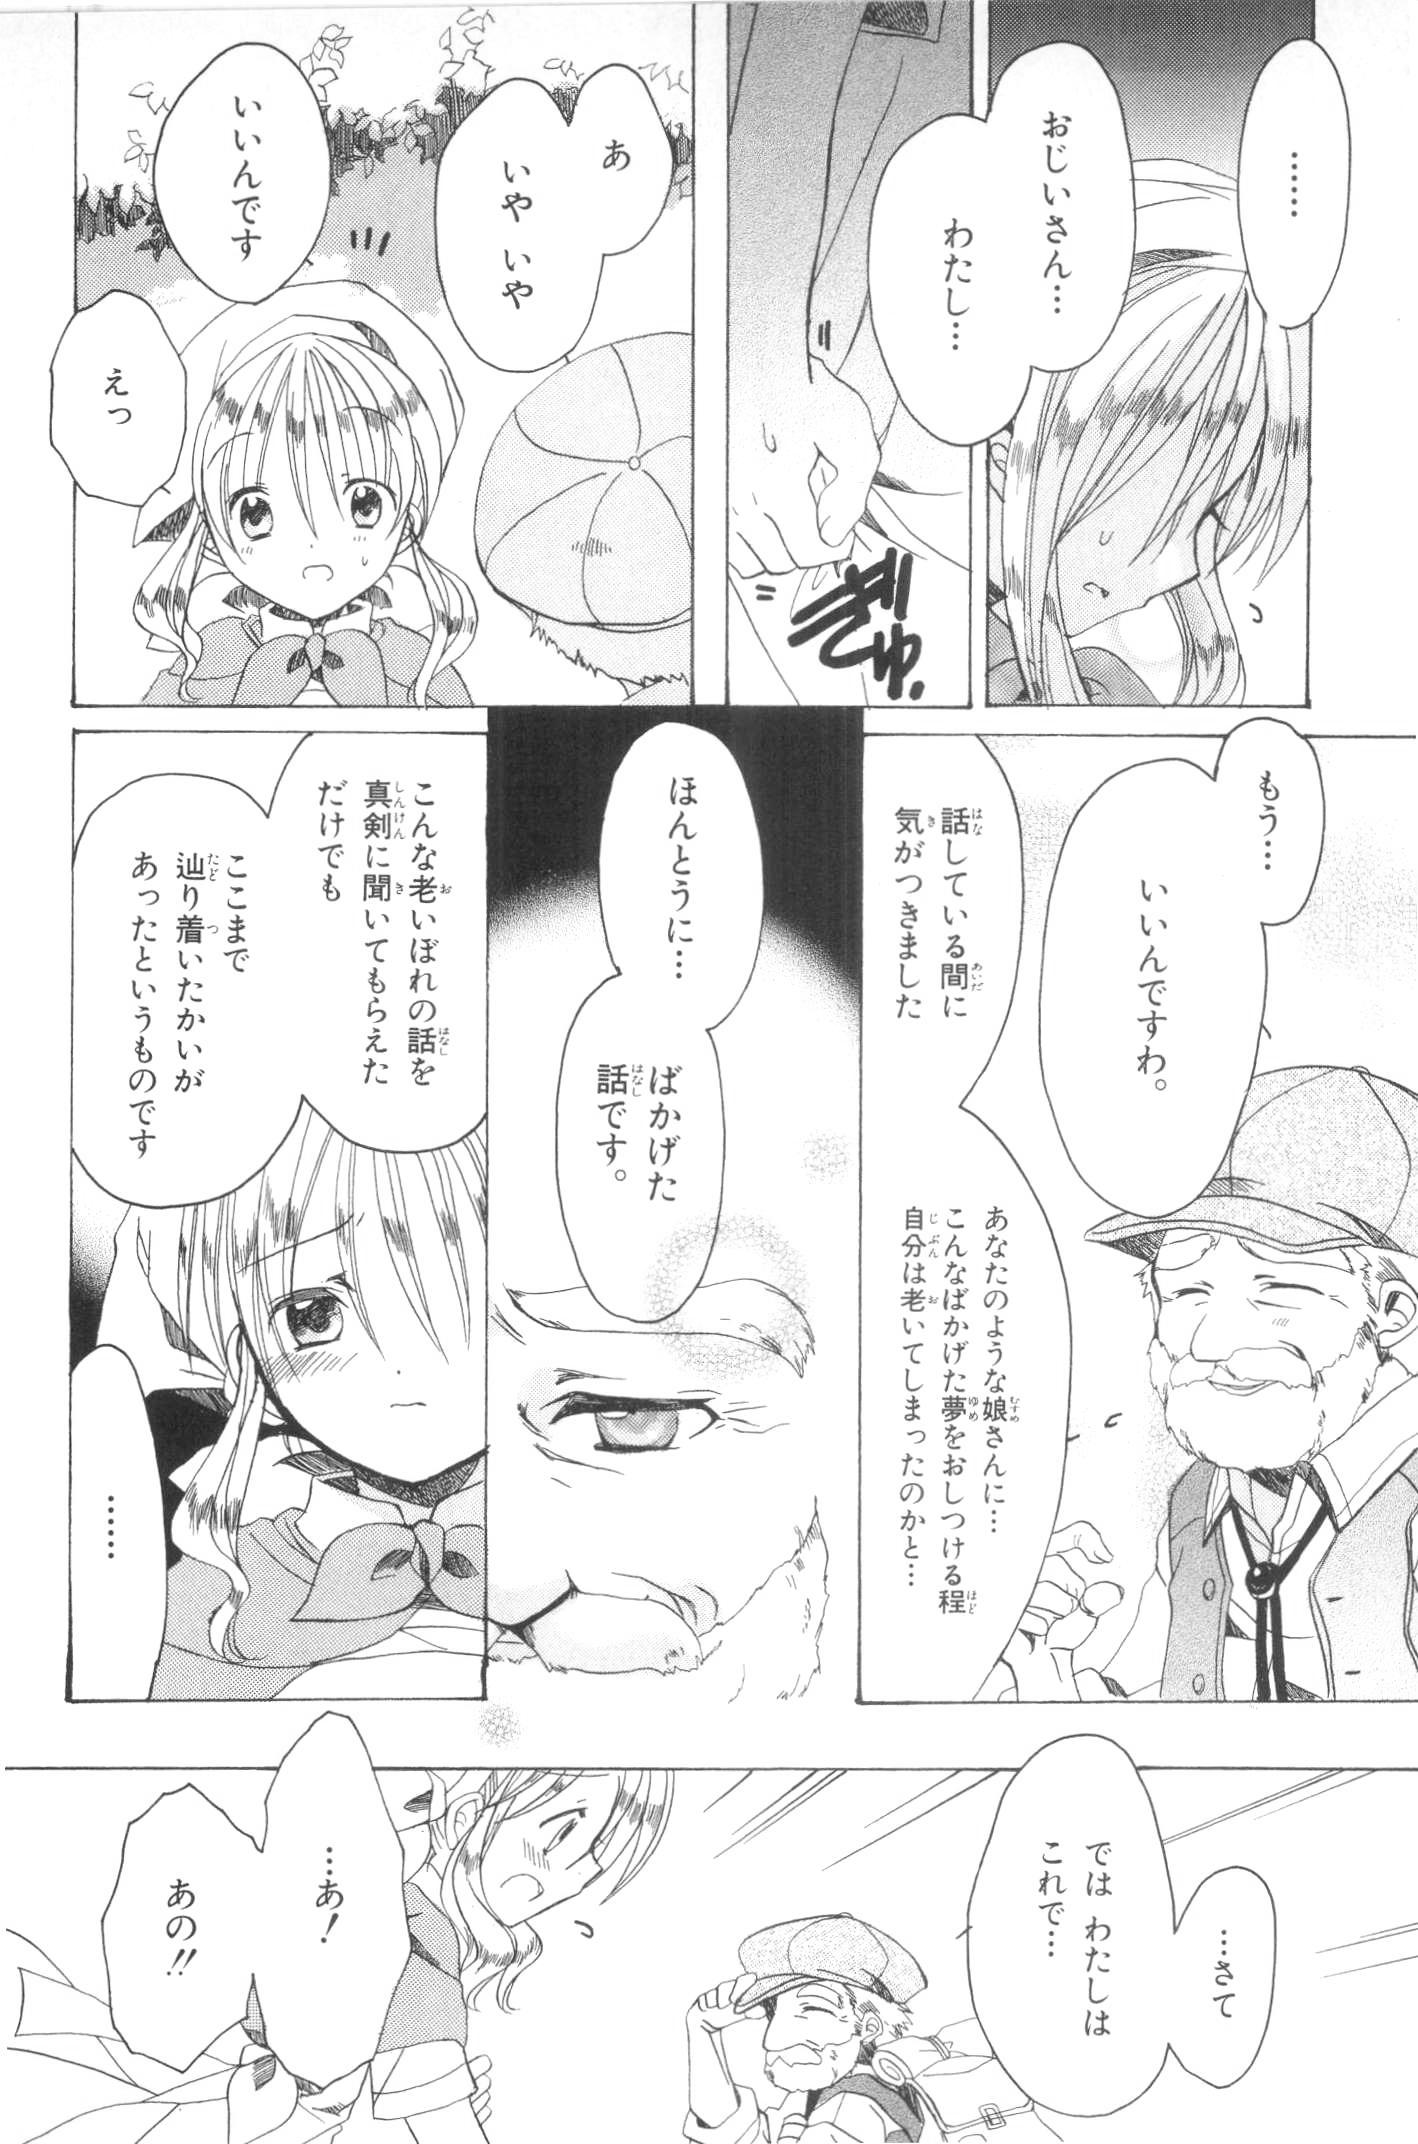 ……
おじいさん…
わたし…
ぎゅ
あ
いや いや
いいんです
えっ
もう…
いいんですわ。
話している間に
気がつきました
あなたのような娘さんに…
こんなばかげた夢をおしつける程
自分は老いてしまったのかと…
ほんとうに…
ばかげた
話です。
こんな老いぼれの話を
真剣に聞いてもらえた
だけでも
ここまで
辿り着いたかいが
あったというものです
……
…さて
では わたしは
これで…
…あ!
あの!!